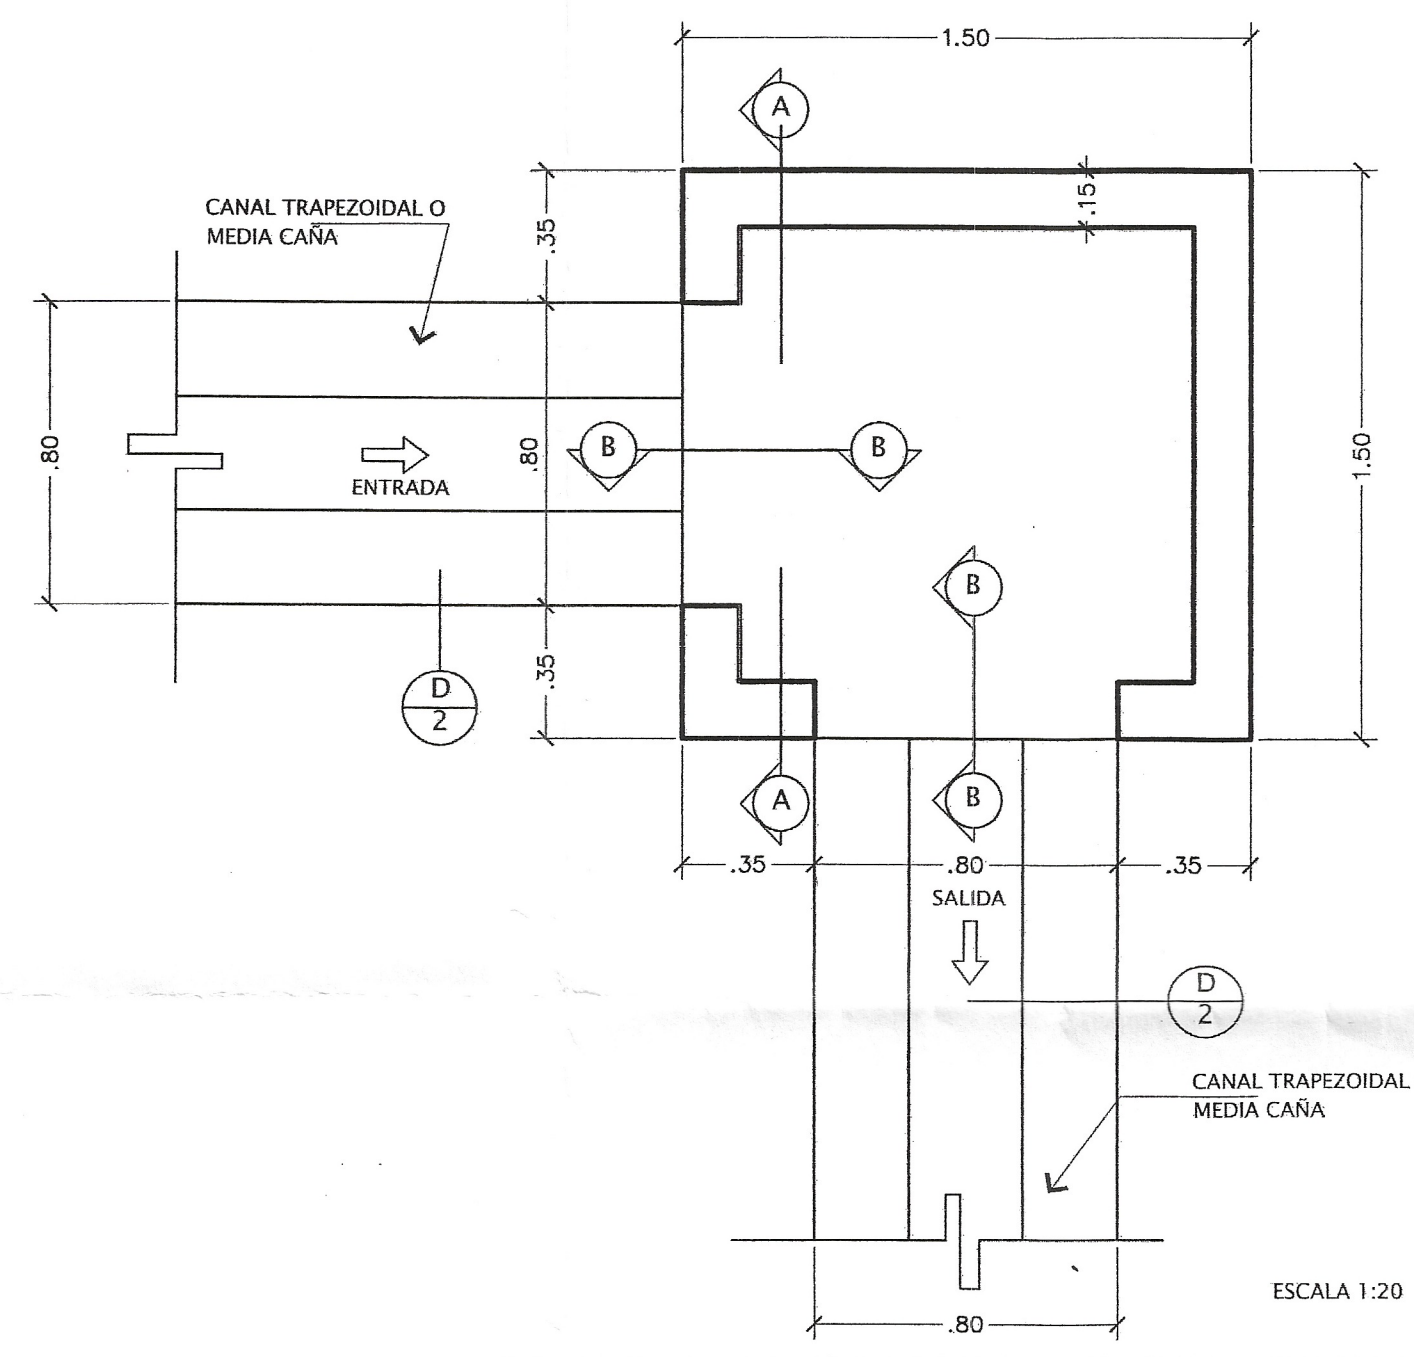 1.50
A
.15
CANAL TRAPEZOIDAL O
MEDIA CAÑA
.35
.80
.80
B
B
1.50
ENTRADA
B
.35
D
2
A
B
.35
.80
.35
SALIDA
D
2
CANAL TRAPEZOIDAL
MEDIA CAÑA
ESCALA 1:20
.80